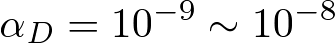 α_D = 10^{-9} ∼ 10^{-8}